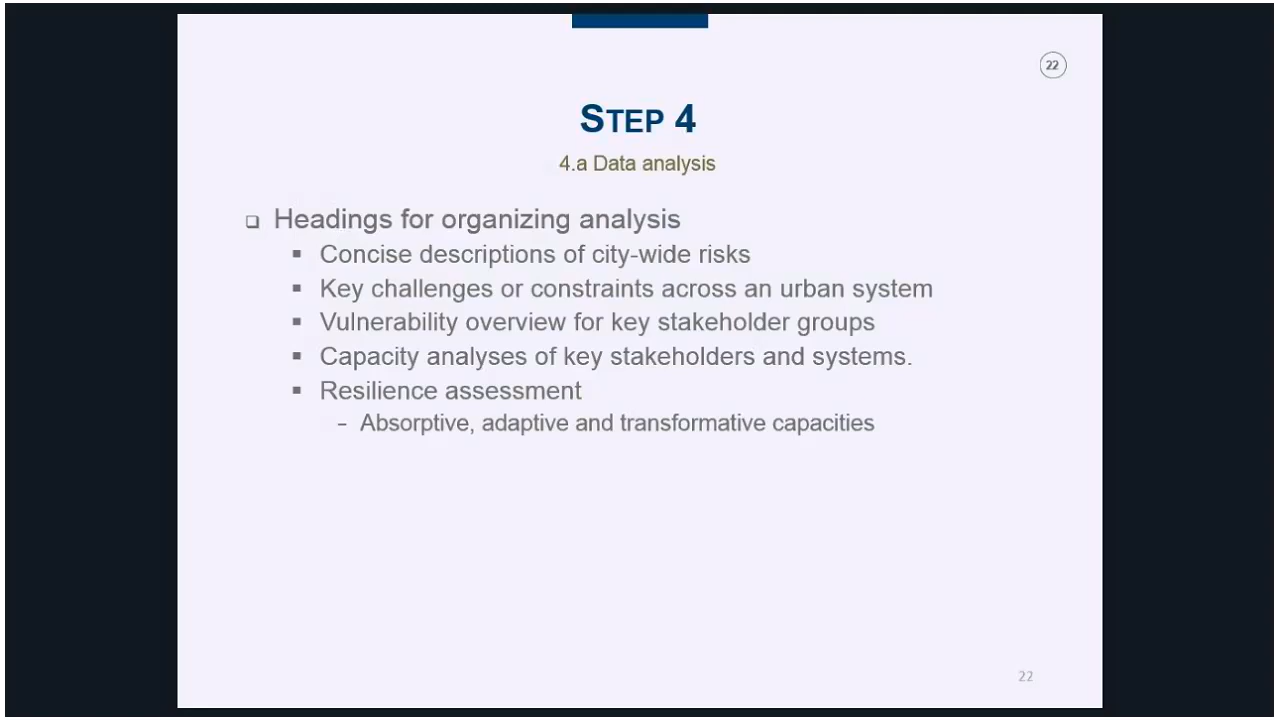 22
STEP 4
4.a Data analysis
❑ Headings for organizing analysis
▪ Concise descriptions of city-wide risks
▪ Key challenges or constraints across an urban system
▪ Vulnerability overview for key stakeholder groups
▪ Capacity analyses of key stakeholders and systems.
▪ Resilience assessment
– Absorptive, adaptive and transformative capacities
22